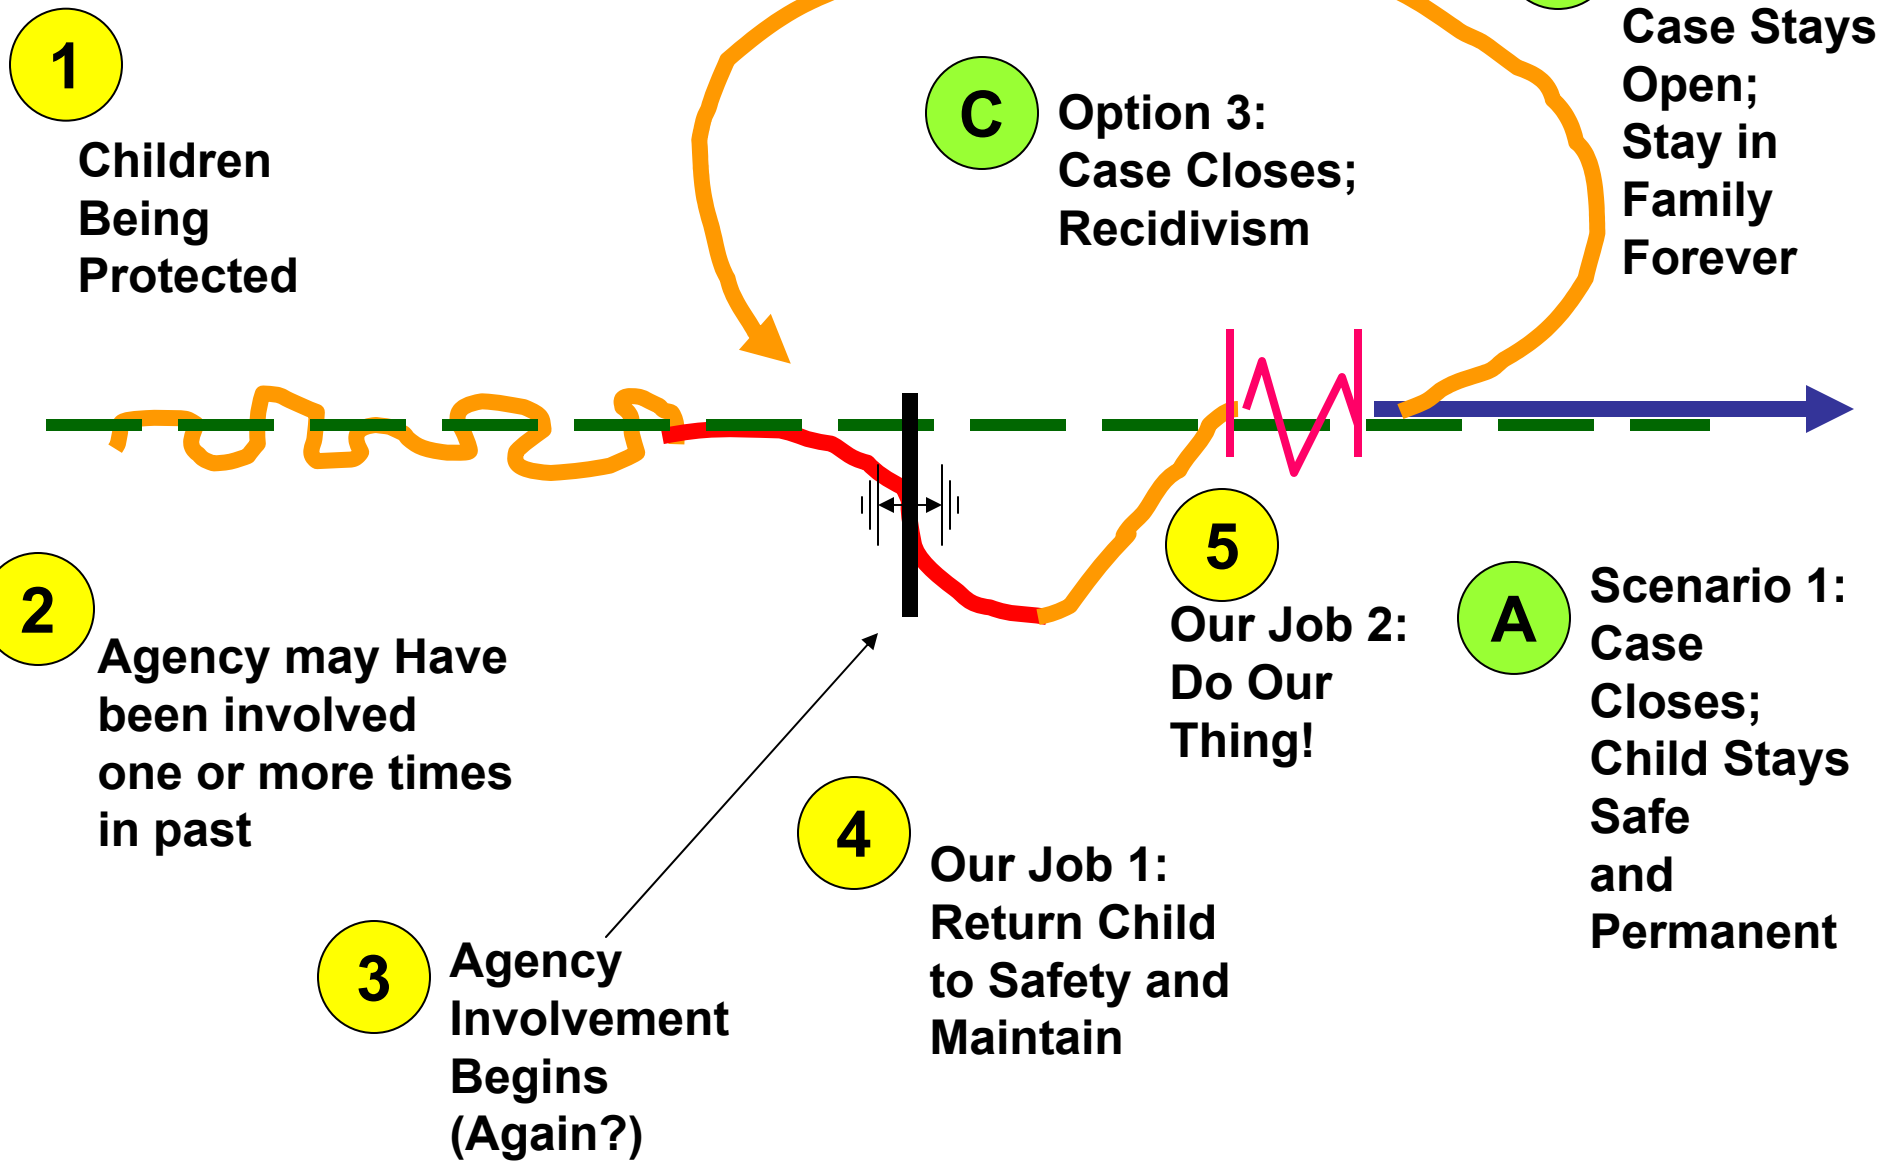 1
Children
Being
Protected
C
Option 3:
Case Closes;
Recidivism
Case Stays
Open;
Stay in
Family
Forever
2
Agency may Have
been involved
one or more times
in past
3
Agency
Involvement
Begins
(Again?)
4
Our Job 1:
Return Child
to Safety and
Maintain
5
Our Job 2:
Do Our
Thing!
A
Scenario 1:
Case
Closes;
Child Stays
Safe
and
Permanent